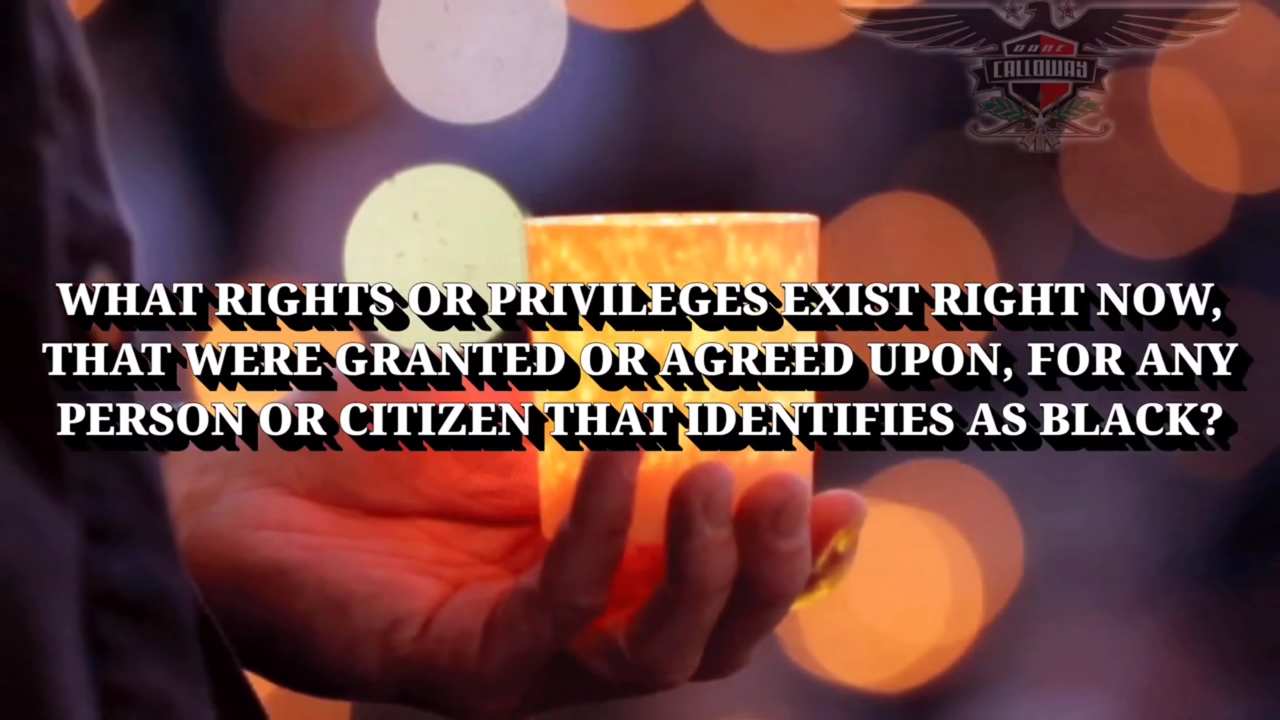 DANE
CALLOWAY
WHAT RIGHTS OR PRIVILEGES EXIST RIGHT NOW,
THAT WERE GRANTED OR AGREED UPON, FOR ANY
PERSON OR CITIZEN THAT IDENTIFIES AS BLACK?